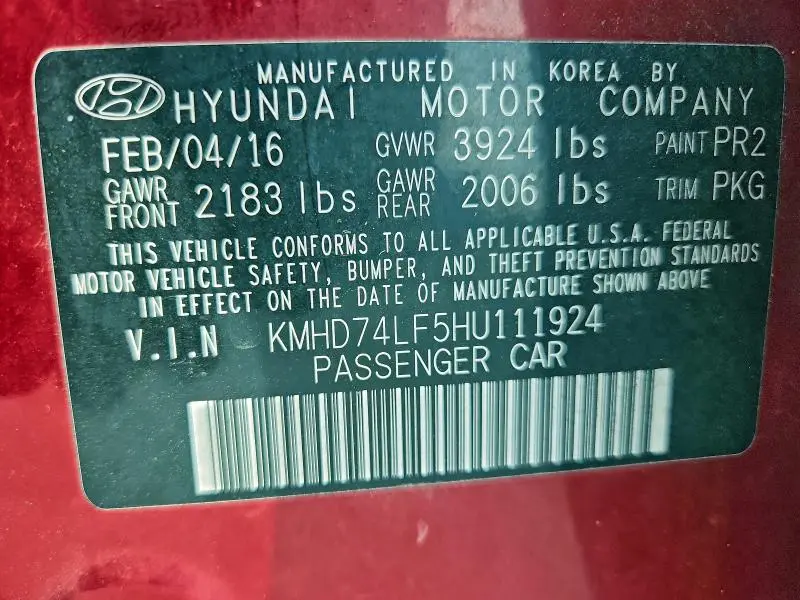 MANUFACTURED IN KOREA BY
HYUNDAI MOTOR COMPANY
FEB/04/16 GVWR 3924 lbs PAINT PR2
GAWR FRONT 2183 lbs GAWR REAR 2006 lbs TRIM PKG
THIS VEHICLE CONFORMS TO ALL APPLICABLE U.S.A. FEDERAL
MOTOR VEHICLE SAFETY, BUMPER, AND THEFT PREVENTION STANDARDS
IN EFFECT ON THE DATE OF MANUFACTURE SHOWN ABOVE
V.I.N KMHD74LF5HU111924
PASSENGER CAR